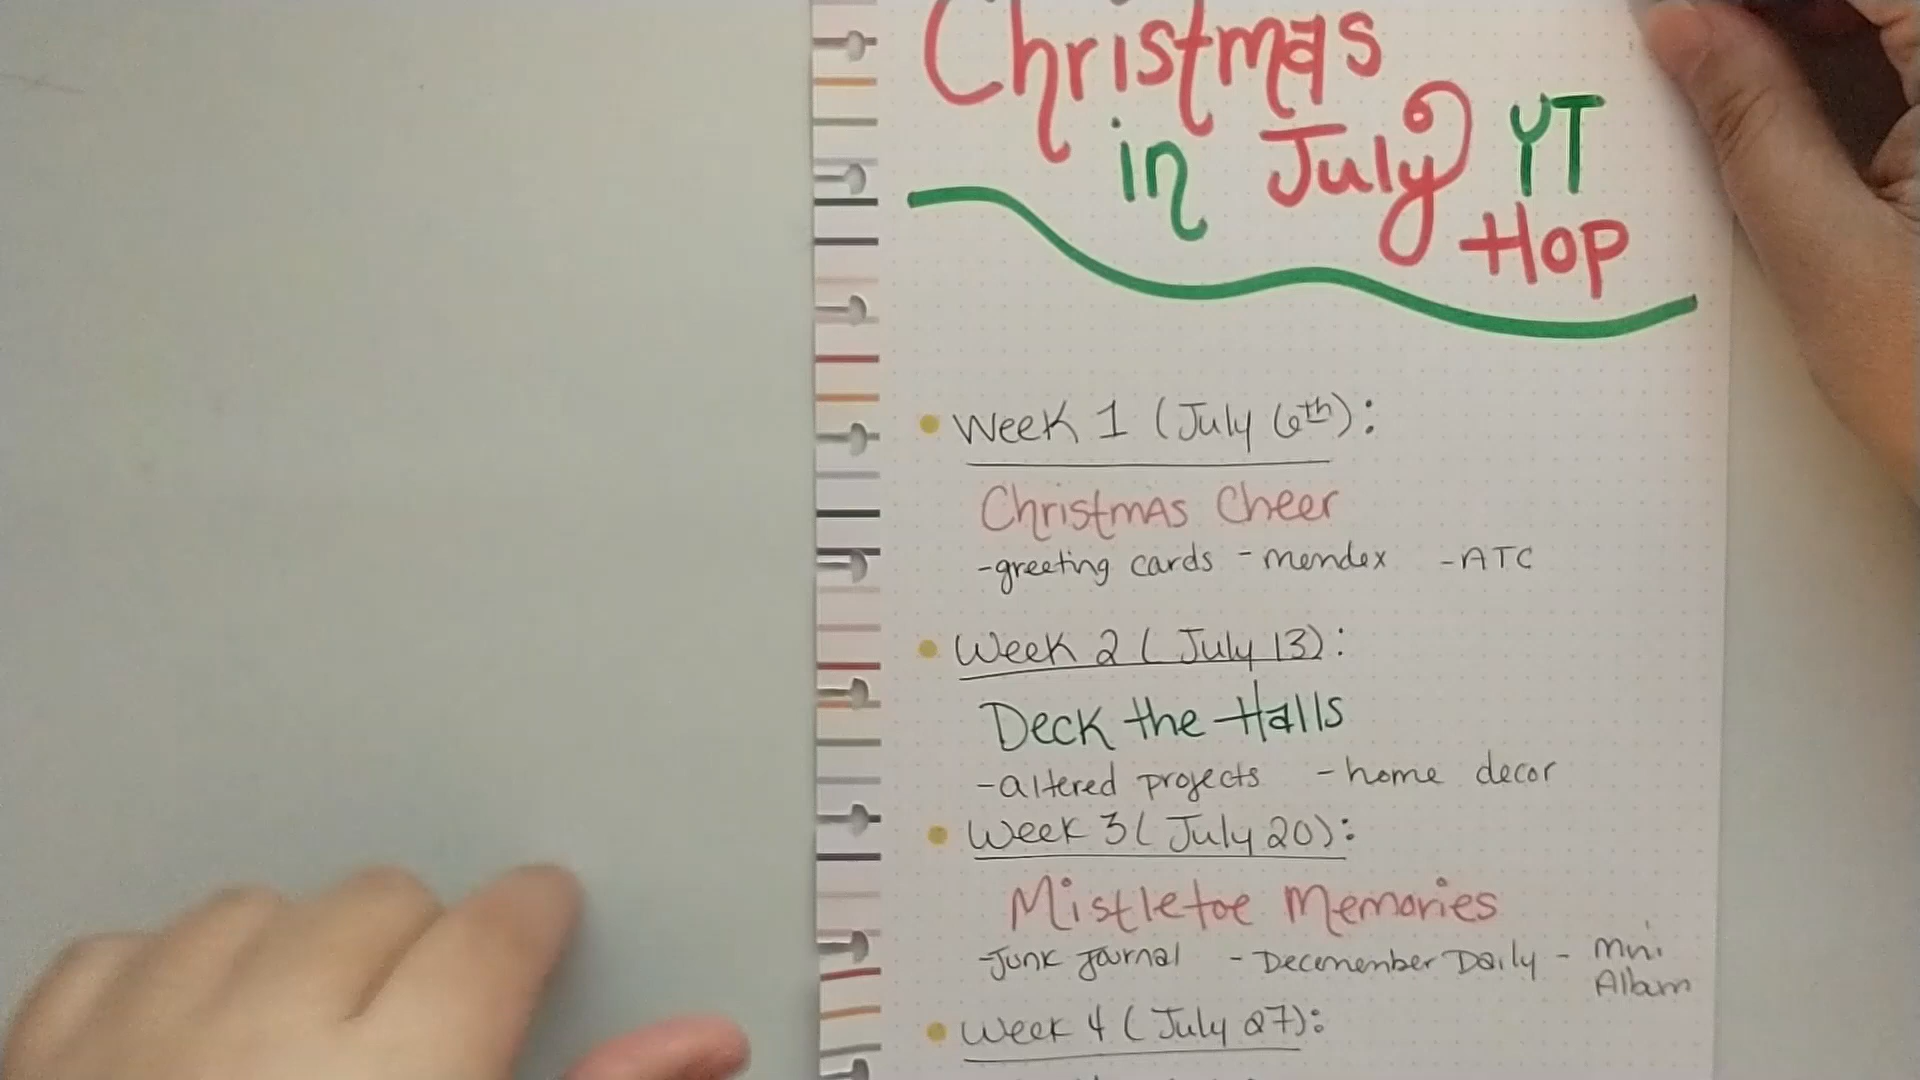 Christmas
in July YT
Hop
Week 1 (July 6th):
Christmas Cheer
-greeting cards -memdex -ATC
Week 2 (July 13):
Deck the Halls
-altered projects -home decor
Week 3 (July 20):
Mistletoe Memories
-Junk Journal - Decemember Daily - Mini
Album
Week 4 (July 27):